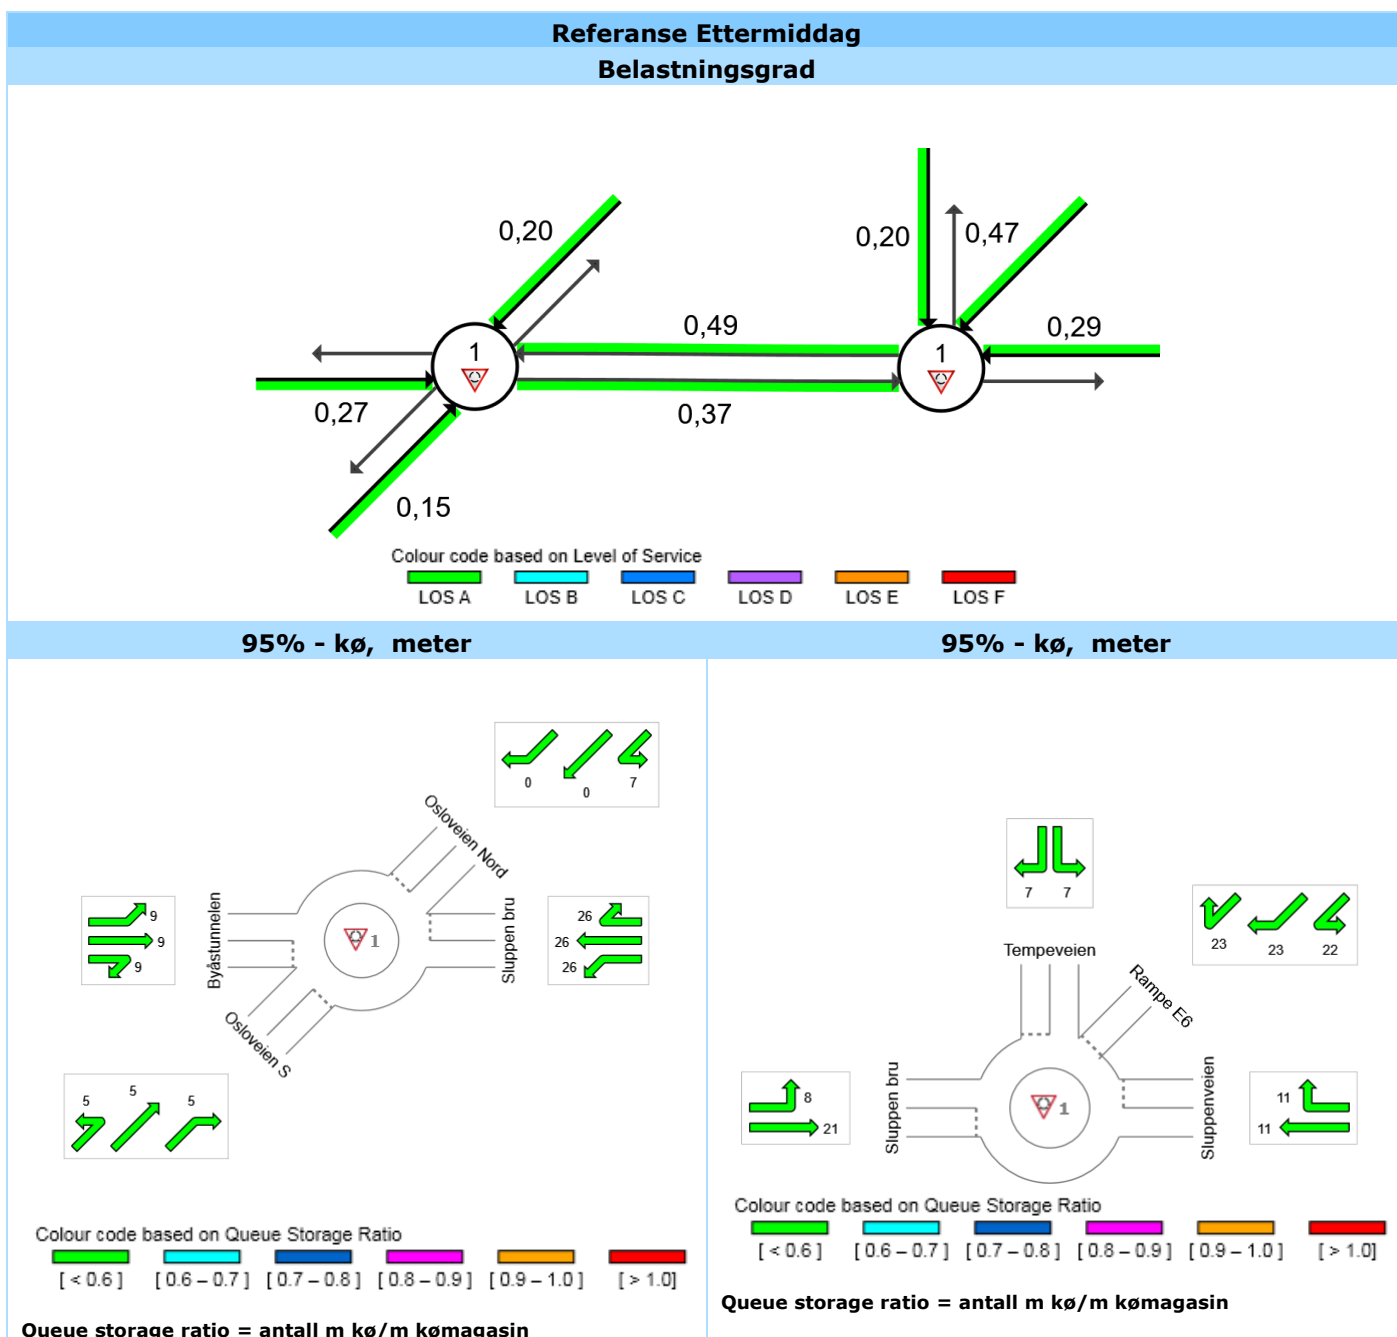 Referanse Ettermiddag
Belastningsgrad
0,20
0,20
0,47
0,49
0,29
1
1
0,27
0,37
0,15
Colour code based on Level of Service
LOS A LOS B LOS C LOS D LOS E LOS F
95% - kø, meter
0 0 7
Osloveien Nord
9
9
9
Byåstunnelen
1
Sluppen bru
26
26
26
Osloveien S
5 5 5
Colour code based on Queue Storage Ratio
[ < 0.6 ] [ 0.6 – 0.7 ] [ 0.7 – 0.8 ] [ 0.8 – 0.9 ] [ 0.9 – 1.0 ] [ > 1.0]
Queue storage ratio = antall m kø/m kømagasin
95% - kø, meter
7 7
23 23 22
Tempeveien
Rampe E6
8
21
Sluppen bru
1
Sluppenveien
11
11
Colour code based on Queue Storage Ratio
[ < 0.6 ] [ 0.6 – 0.7 ] [ 0.7 – 0.8 ] [ 0.8 – 0.9 ] [ 0.9 – 1.0 ] [ > 1.0]
Queue storage ratio = antall m kø/m kømagasin